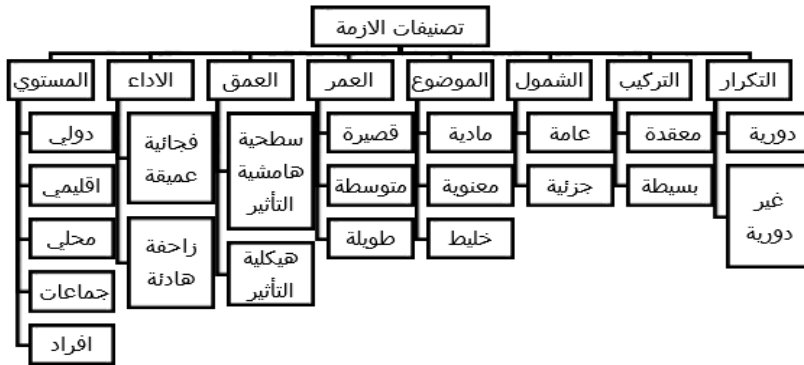 تصنيفات الازمة
التكرار
دورية
غير
دورية
التركيب
معقدة
بسيطة
الشمول
عامة
جزئية
الموضوع
مادية
معنوية
خليط
العمر
قصيرة
متوسطة
طويلة
العمق
سطحية
هامشية
التأثير
هيكلية
التأثير
الاداء
فجائية
عميقة
زاحفة
هادئة
المستوي
دولي
اقليمي
محلي
جماعات
افراد